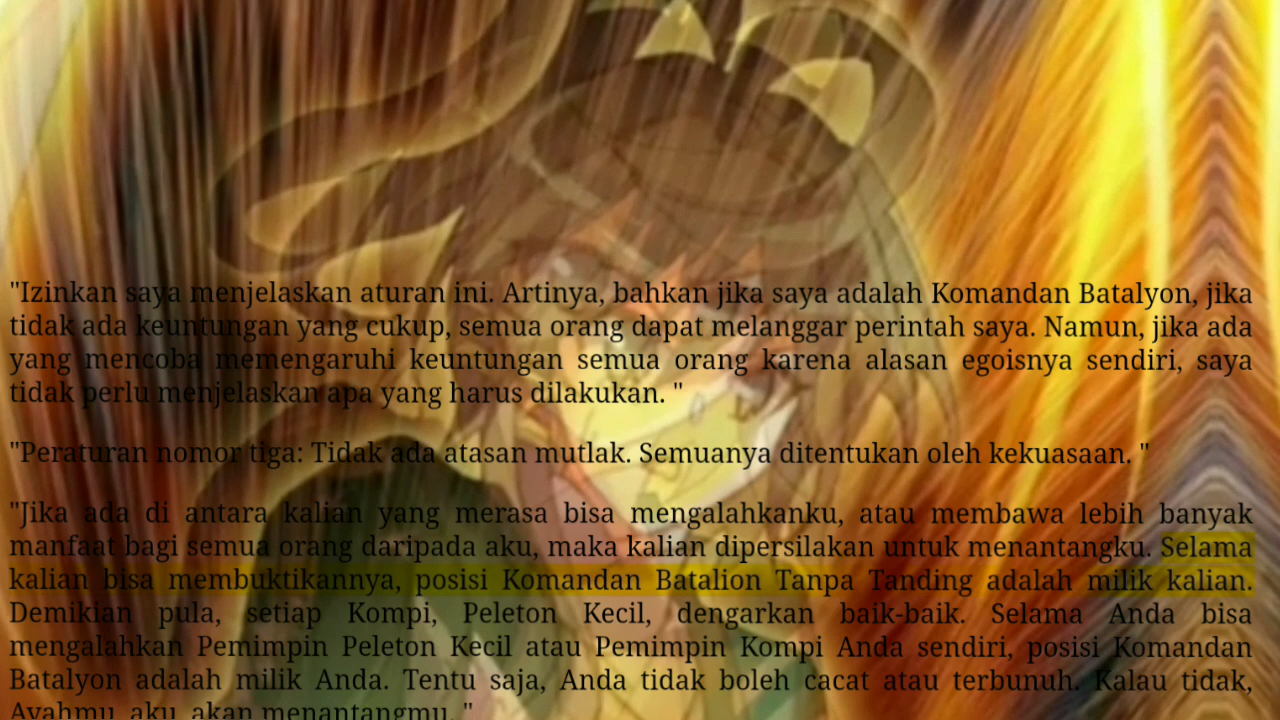 "Izinkan saya menjelaskan aturan ini. Artinya, bahkan jika saya adalah Komandan Batalyon, jika
tidak ada keuntungan yang cukup, semua orang dapat melanggar perintah saya. Namun, jika ada
yang mencoba memengaruhi keuntungan semua orang karena alasan egoisnya sendiri, saya
tidak perlu menjelaskan apa yang harus dilakukan. "
"Peraturan nomor tiga: Tidak ada atasan mutlak. Semuanya ditentukan oleh kekuasaan. "
"Jika ada di antara kalian yang merasa bisa mengalahkanku, atau membawa lebih banyak
manfaat bagi semua orang daripada aku, maka kalian dipersilakan untuk menantangku. Selama
kalian bisa membuktikannya, posisi Komandan Batalion Tanpa Tanding adalah milik kalian.
Demikian pula, setiap Kompi, Peleton Kecil, dengarkan baik-baik. Selama Anda bisa
mengalahkan Pemimpin Peleton Kecil atau Pemimpin Kompi Anda sendiri, posisi Komandan
Batalyon adalah milik Anda. Tentu saja, Anda tidak boleh cacat atau terbunuh. Kalau tidak,
Ayahmu, aku, akan menantangmu. "